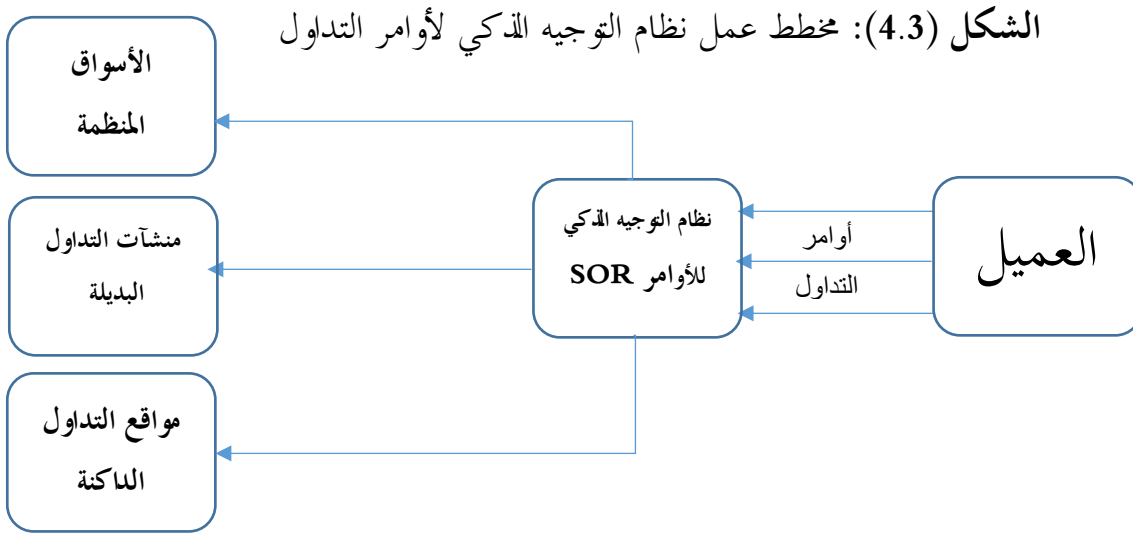 الشكل (4.3): مخطط عمل نظام التوجيه الذكي لأوامر التداول
العميل
أوامر
التداول
نظام التوجيه الذكي
للأوامر SOR
الأسواق
المنظمة
منشآت التداول
البديلة
مواقع التداول
الداكنة